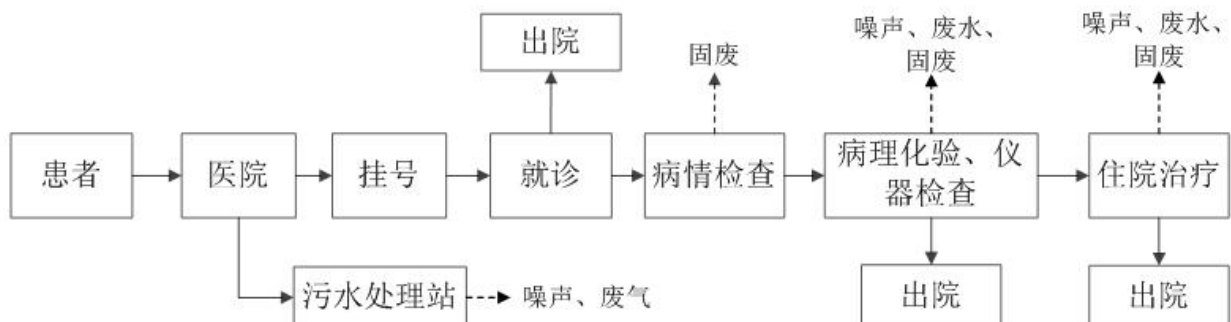 出院
固废
噪声、废水、
固废
噪声、废水、
固废
患者
医院
挂号
就诊
病情检查
病理化验、仪
器检查
住院治疗
污水处理站
噪声、废气
出院
出院